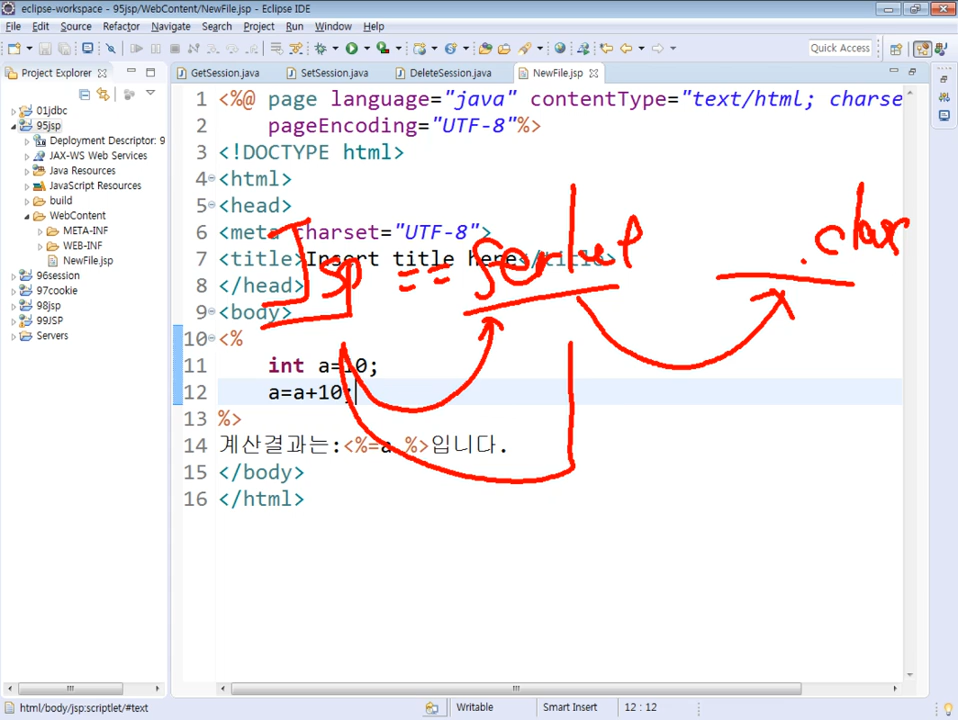 eclipse-workspace - 95jsp/WebContent/NewFile.jsp - Eclipse IDE
File Edit Source Refactor Navigate Search Project Run Window Help
Quick Access
Project Explorer
GetSession.java SetSession.java DeleteSession.java NewFile.jsp
01jdbc
95jsp
Deployment Descriptor: 9
JAX-WS Web Services
Java Resources
JavaScript Resources
build
WebContent
META-INF
WEB-INF
NewFile.jsp
96session
97cookie
98jsp
99JSP
Servers
1 <%@ page language="java" contentType="text/html; charse
2 pageEncoding="UTF-8"%>
3 <!DOCTYPE html>
4 <html>
5 <head>
6 <meta charset="UTF-8">
7 <title>Insert title here</title>
8 </head>
9 <body>
10 <%
11 int a=10;
12 a=a+10;
13 %>
14 계산결과는:<%=a %>입니다.
15 </body>
16 </html>
Jsp == Serlet
html/body/jsp:scriptlet/#text Writable Smart Insert 12 : 12